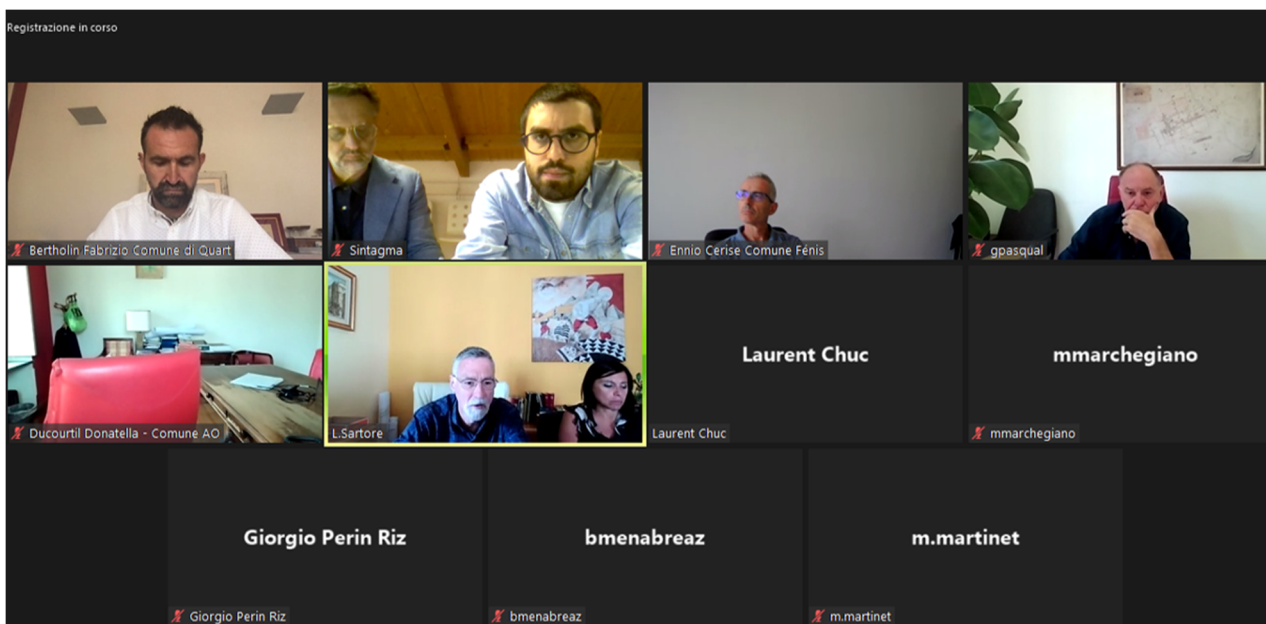 Registrazione in corso
Bertholin Fabrizio Comune di Quart
Sintagma
Ennio Cerise Comune Fénis
gpasqual
Ducourtil Donatella - Comune AO
L.Sartore
Laurent Chuc
Laurent Chuc
mmarchegiano
mmarchegiano
Giorgio Perin Riz
Giorgio Perin Riz
bmenabreaz
bmenabreaz
m.martinet
m.martinet